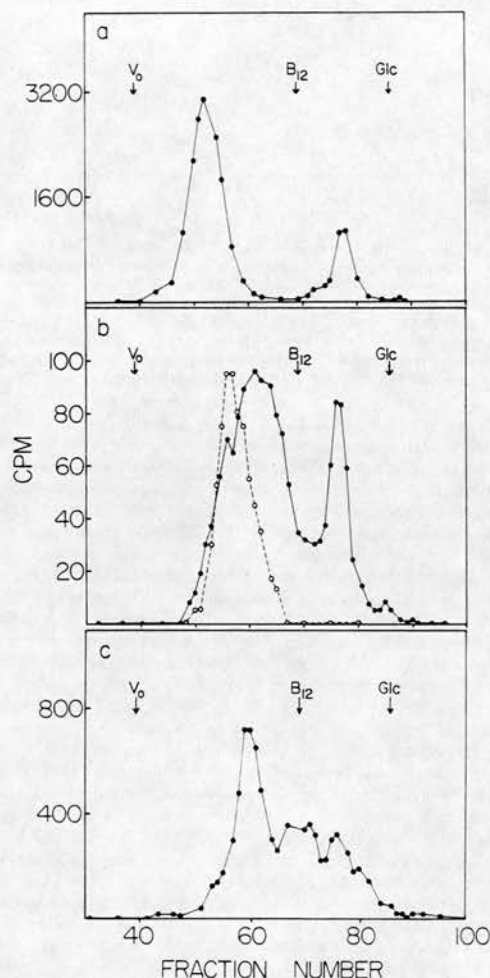 a
V₀ B₁₂ Glc
3200
1600
b
V₀ B₁₂ Glc
100
80
60
40
20
CPM
c
V₀ B₁₂ Glc
800
400
40 60 80 100
FRACTION NUMBER